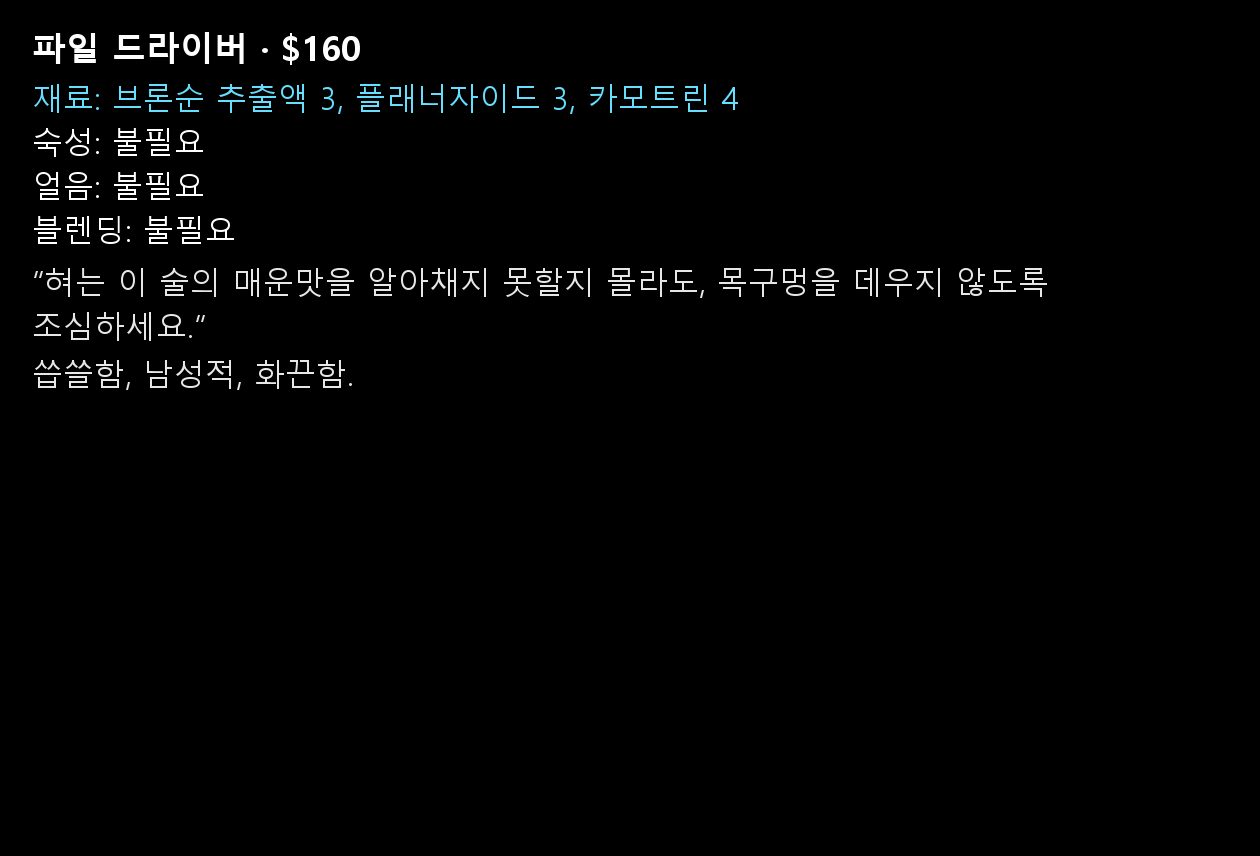 파일 드라이버 · $160
재료: 브론순 추출액 3, 플래너자이드 3, 카모트린 4
숙성: 불필요
얼음: 불필요
블렌딩: 불필요
"혀는 이 술의 매운맛을 알아채지 못할지 몰라도, 목구멍을 데우지 않도록
조심하세요."
씁쓸함, 남성적, 화끈함.